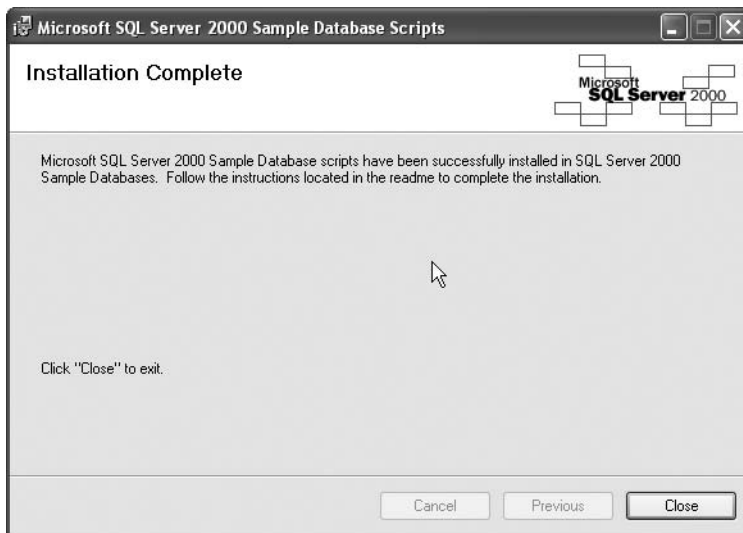 Microsoft SQL Server 2000 Sample Database Scripts
Installation Complete
Microsoft
SQL Server 2000
Microsoft SQL Server 2000 Sample Database scripts have been successfully installed in SQL Server 2000
Sample Databases. Follow the instructions located in the readme to complete the installation.
Click "Close" to exit.
Cancel
Previous
Close